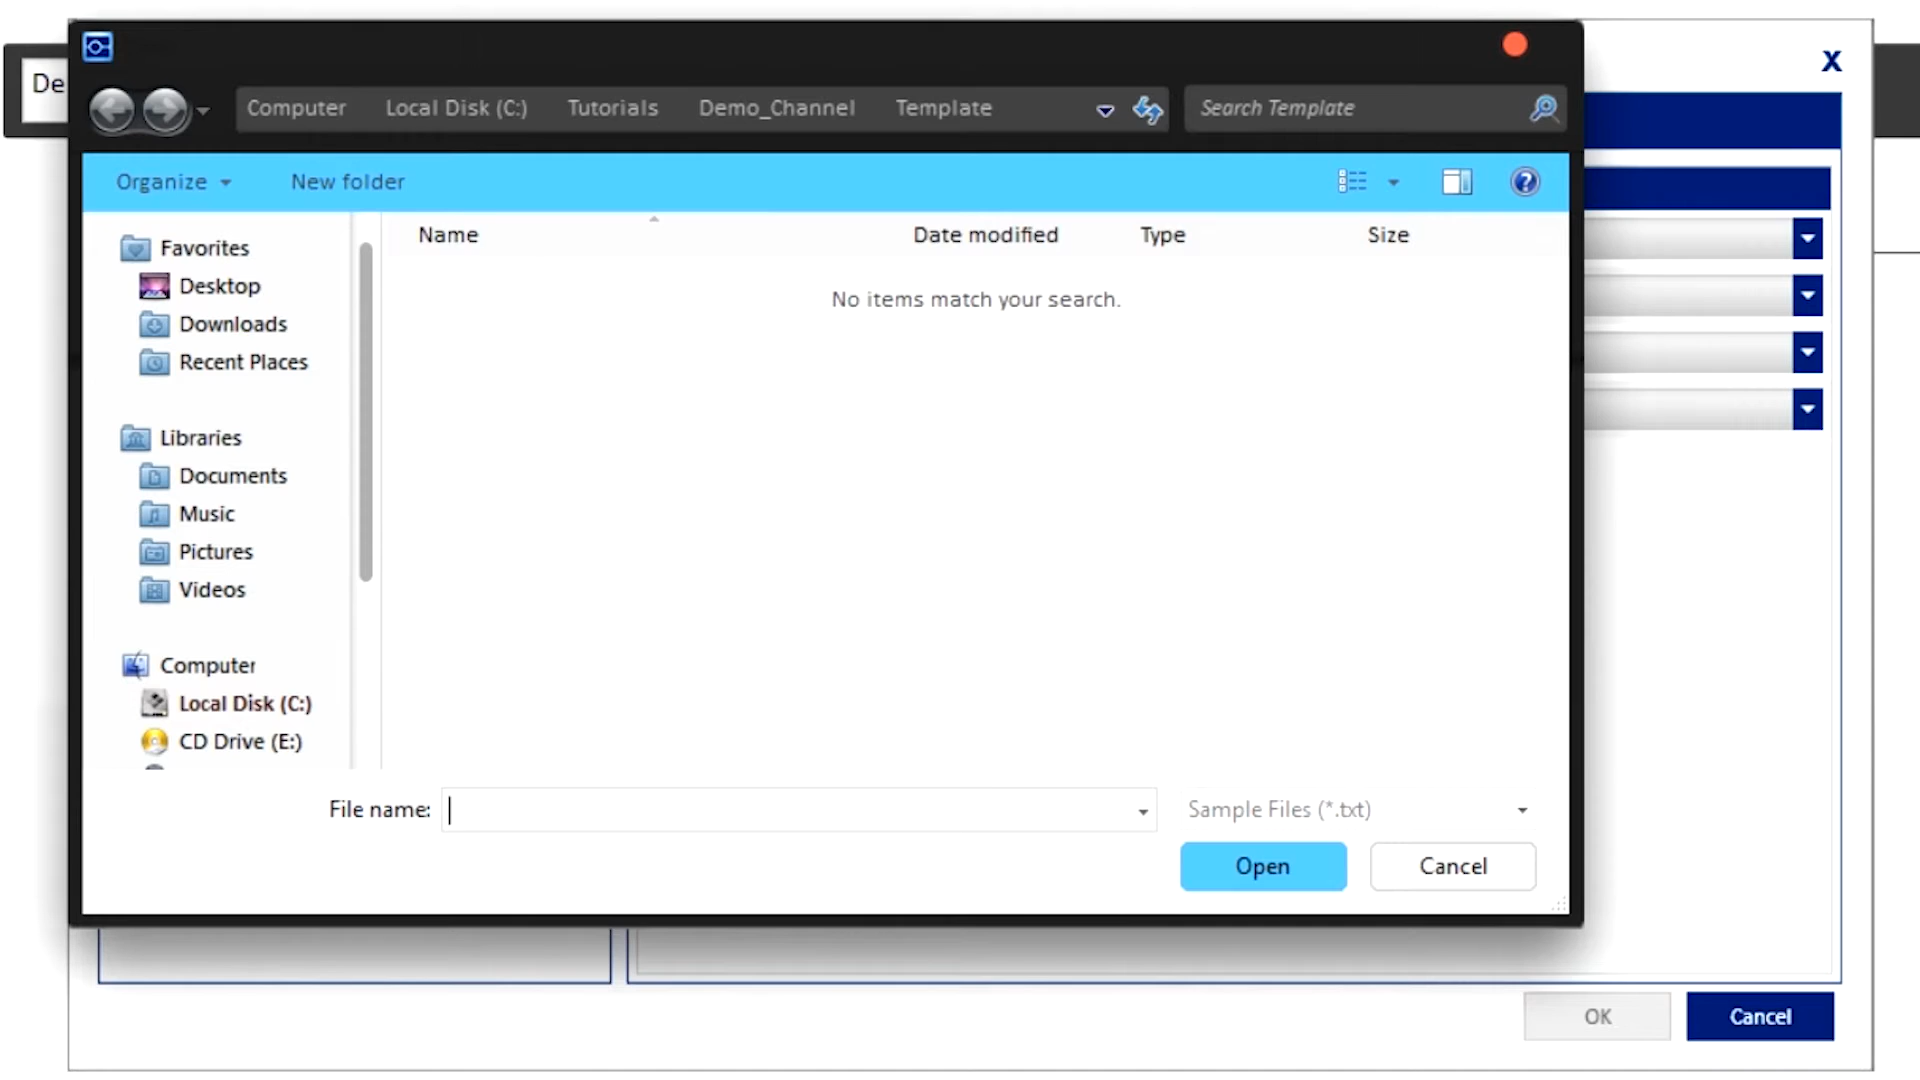 X
De
Computer Local Disk (C:) Tutorials Demo_Channel Template Search Template
Organize New folder
Name Date modified Type Size
No items match your search.
Favorites
Desktop
Downloads
Recent Places
Libraries
Documents
Music
Pictures
Videos
Computer
Local Disk (C:)
CD Drive (E:)
File name: Sample Files (*.txt)
Open Cancel
OK Cancel